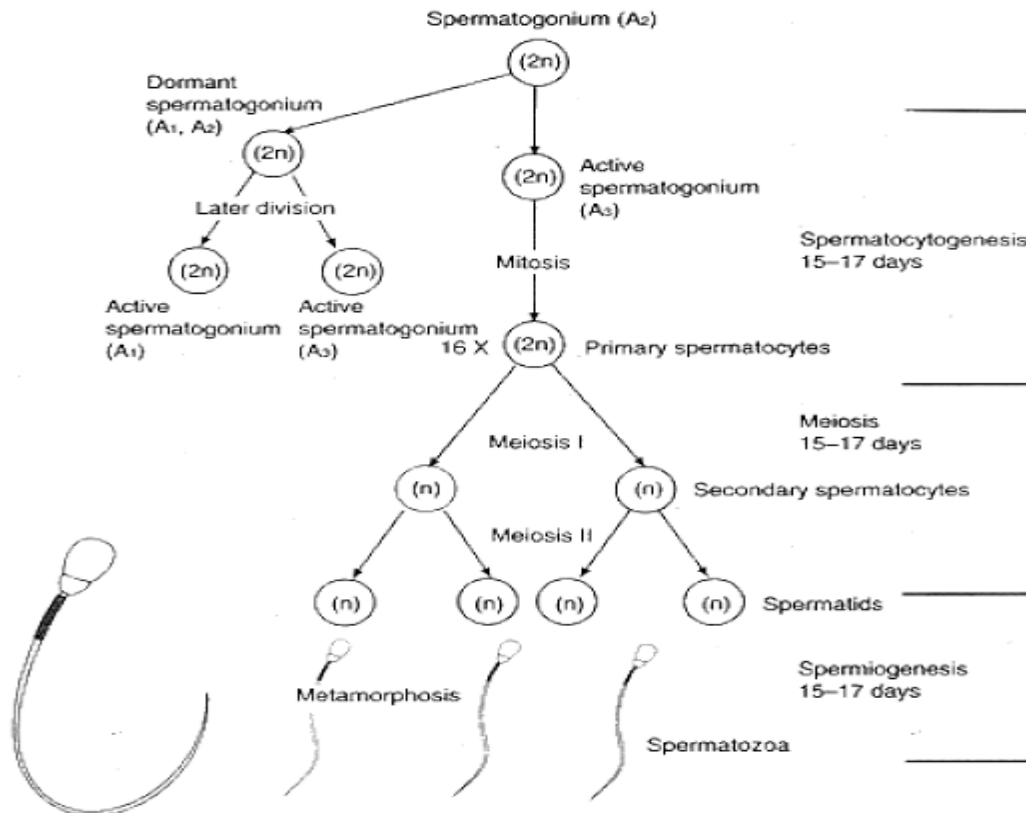 Spermatogonium (A2)
(2n)
Dormant
spermatogonium
(A1, A2)
(2n)
(2n)
Active
spermatogonium
(A3)
Later division
Spermatocytogenesis
15–17 days
Mitosis
(2n)
(2n)
Active
spermatogonium
(A1)
Active
spermatogonium
(A3)
16 X
(2n)
Primary spermatocytes
Meiosis
15–17 days
Meiosis I
(n)
(n)
Secondary spermatocytes
Meiosis II
(n)
(n)
(n)
(n)
Spermatids
Spermiogenesis
15–17 days
Metamorphosis
Spermatozoa